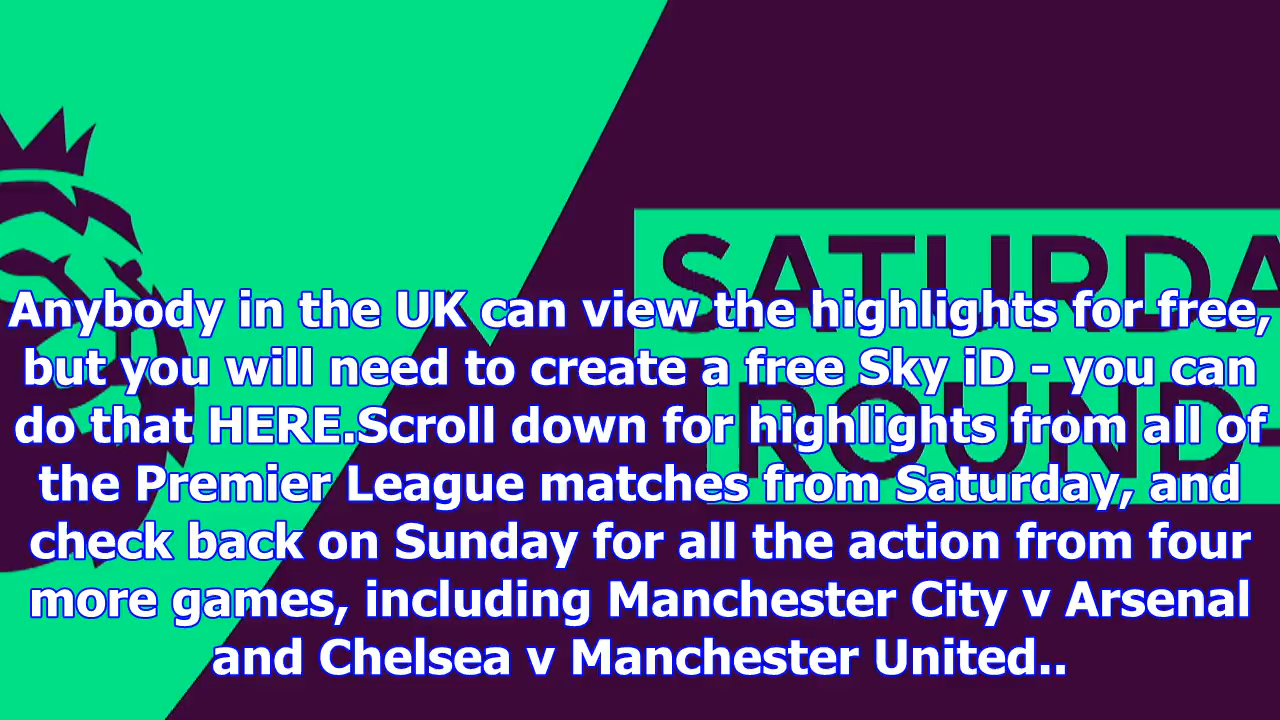 SATURDA
ROUND-
Anybody in the UK can view the highlights for free,
but you will need to create a free Sky iD - you can
do that HERE.Scroll down for highlights from all of
the Premier League matches from Saturday, and
check back on Sunday for all the action from four
more games, including Manchester City v Arsenal
and Chelsea v Manchester United..